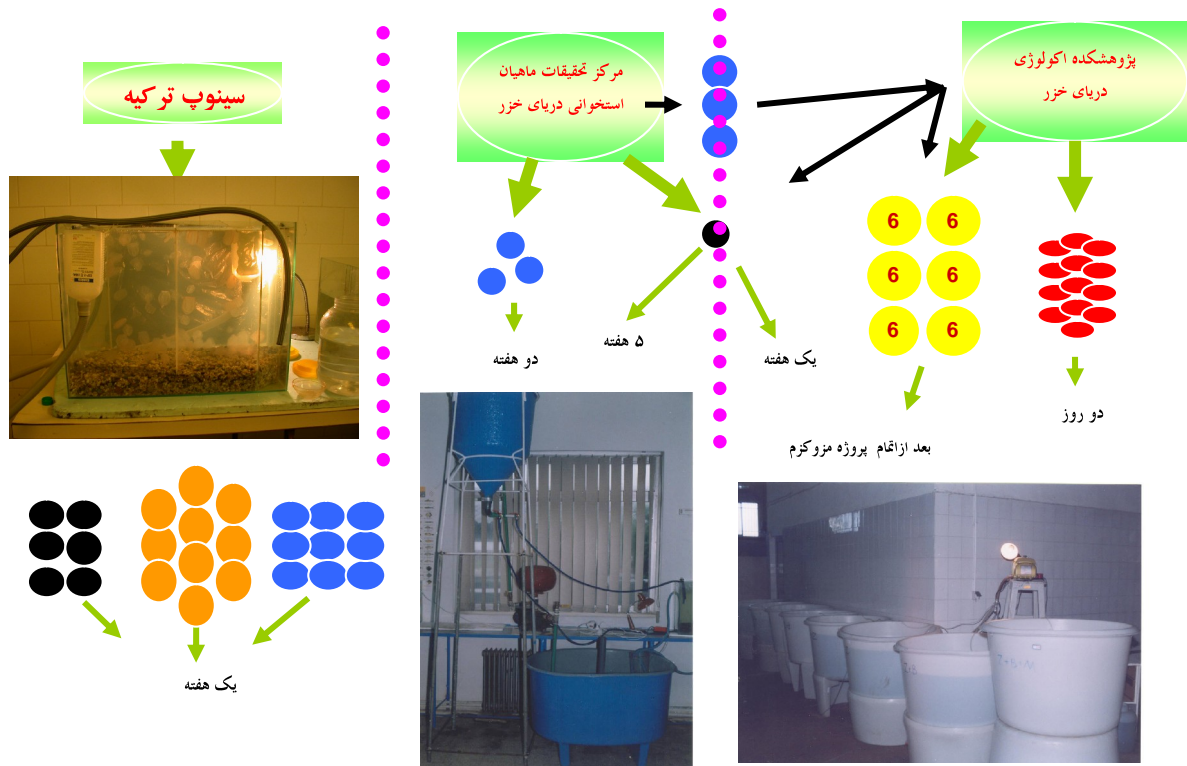 پژوهشکده اکولوژی
دریای خزر
مرکز تحقیقات ماهیان
استخوانی دریای خزر
سینوپ ترکیه
6 6
6 6
6 6
۵ هفته
دو هفته
یک هفته
دو روز
بعد ازاتمام پروژه مزوکزم
یک هفته